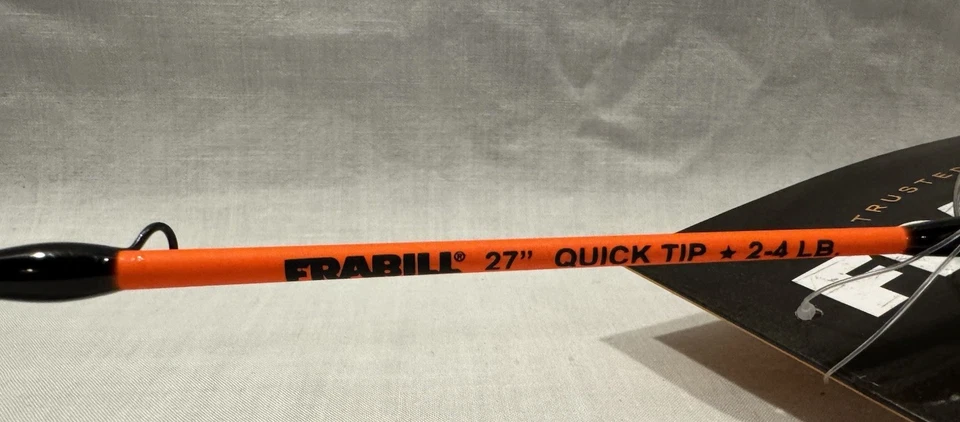 FRABILL® 27” QUICK TIP ★ 2-4 LB.
TRUSTED